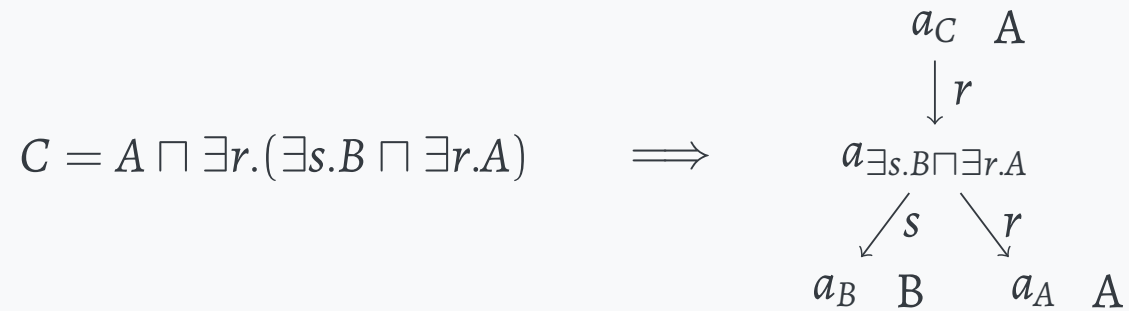 a_C A
r
C = A ⊓ ∃r.(∃s.B ⊓ ∃r.A) ⟹ a_{∃s.B⊓∃r.A}
s r
a_B B a_A A